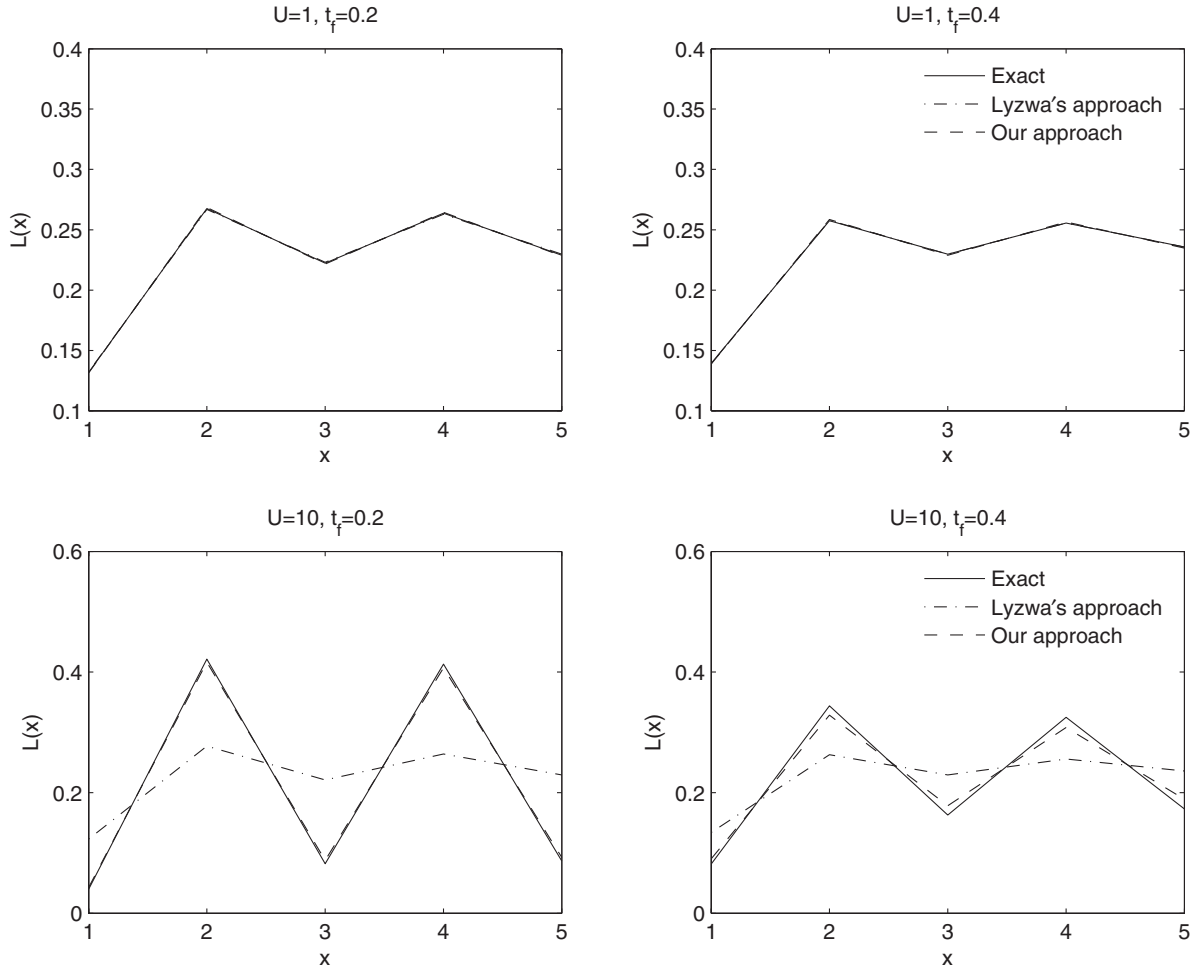 U=1, t_f=0.2
0.4
0.35
0.3
0.25
0.2
0.15
0.1
L(x)
1 2 3 4 5
x
U=1, t_f=0.4
Exact
Lyzwa′s approach
Our approach
0.4
0.35
0.3
0.25
0.2
0.15
0.1
L(x)
1 2 3 4 5
x
U=10, t_f=0.2
0.6
0.4
0.2
0
L(x)
1 2 3 4 5
x
U=10, t_f=0.4
Exact
Lyzwa′s approach
Our approach
0.6
0.4
0.2
0
L(x)
1 2 3 4 5
x